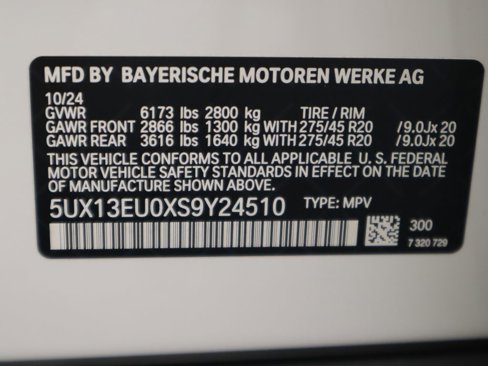 MFD BY BAYERISCHE MOTOREN WERKE AG
10/24
GVWR 6173 lbs 2800 kg TIRE / RIM
GAWR FRONT 2866 lbs 1300 kg WITH 275/45 R20 /9.0Jx 20
GAWR REAR 3616 lbs 1640 kg WITH 275/45 R20 /9.0Jx 20
THIS VEHICLE CONFORMS TO ALL APPLICABLE U. S. FEDERAL
MOTOR VEHICLE SAFETY STANDARDS IN EFFECT ON THE DATE
OF MANUFACTURE SHOWN ABOVE.
5UX13EU0XS9Y24510 TYPE: MPV
300
7 320 729